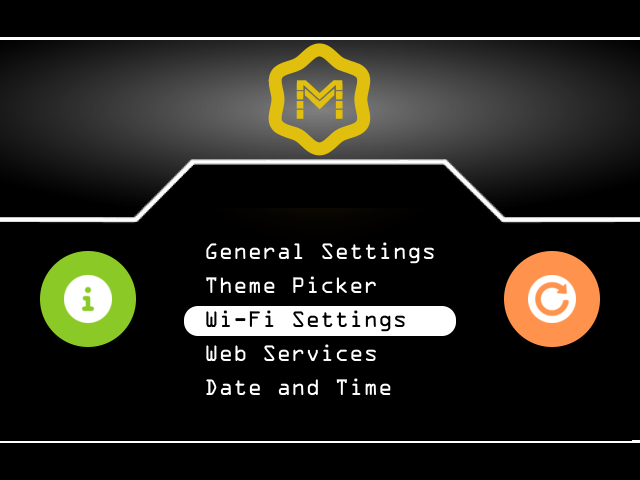 M
General Settings
Theme Picker
Wi-Fi Settings
Web Services
Date and Time